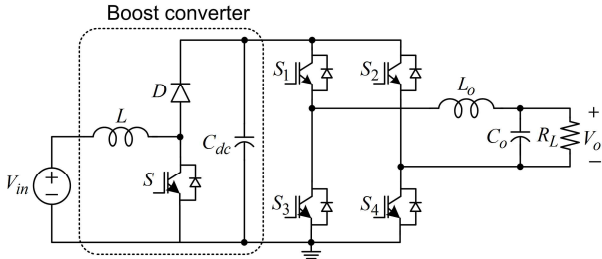 Boost converter
S1
S2
D
Lo
L
Cdc
Co
RL
+
Vo
−
Vin
+
−
S
S3
S4